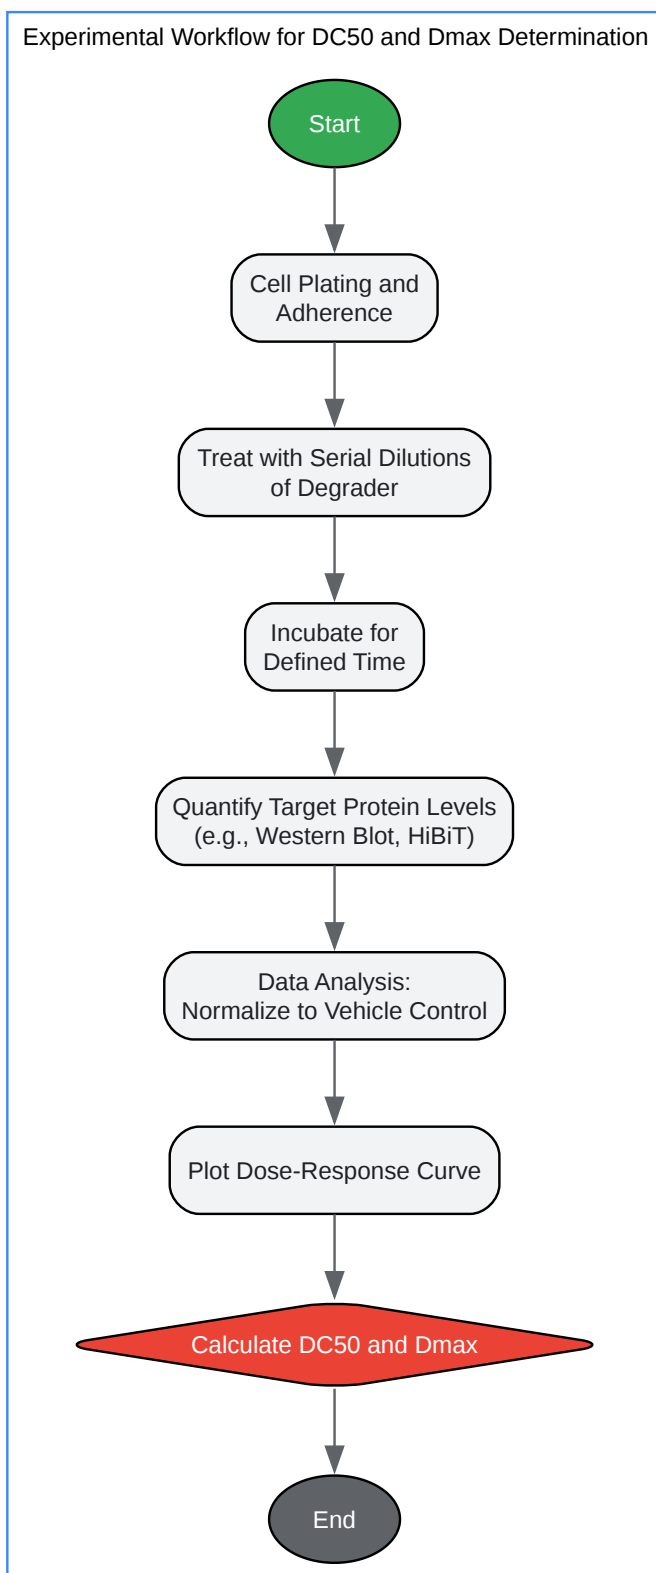 Experimental Workflow for DC50 and Dmax Determination
Start
Cell Plating and
Adherence
Treat with Serial Dilutions
of Degrader
Incubate for
Defined Time
Quantify Target Protein Levels
(e.g., Western Blot, HiBiT)
Data Analysis:
Normalize to Vehicle Control
Plot Dose-Response Curve
Calculate DC50 and Dmax
End